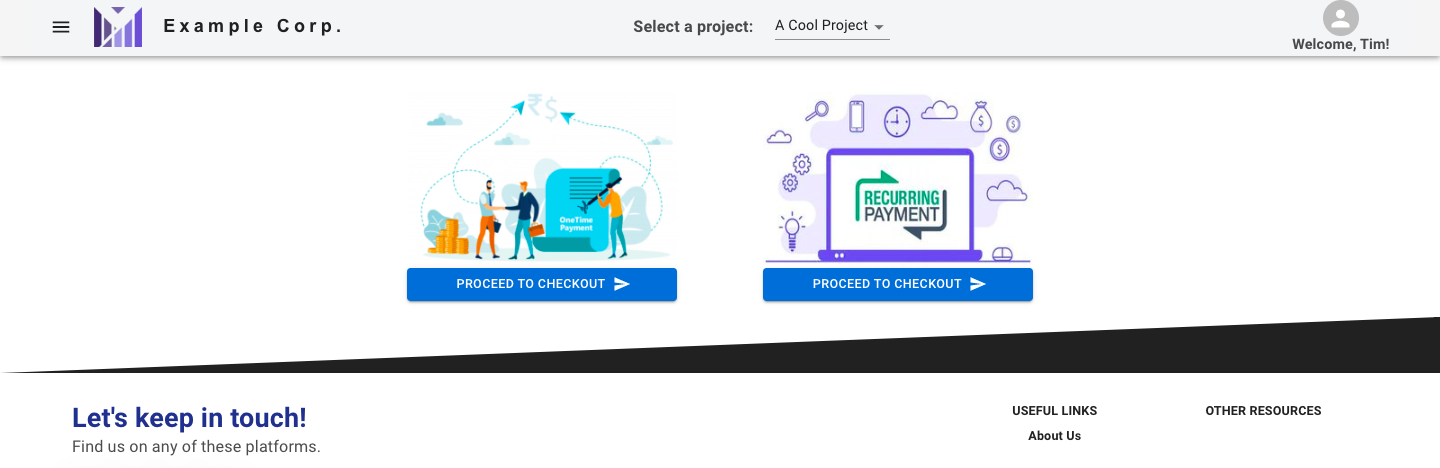 Example Corp.
Select a project:
A Cool Project
Welcome, Tim!
₹$
OneTime
Payment
$
$
$
RECURRING
PAYMENT
PROCEED TO CHECKOUT
PROCEED TO CHECKOUT
Let's keep in touch!
Find us on any of these platforms.
USEFUL LINKS
About Us
OTHER RESOURCES